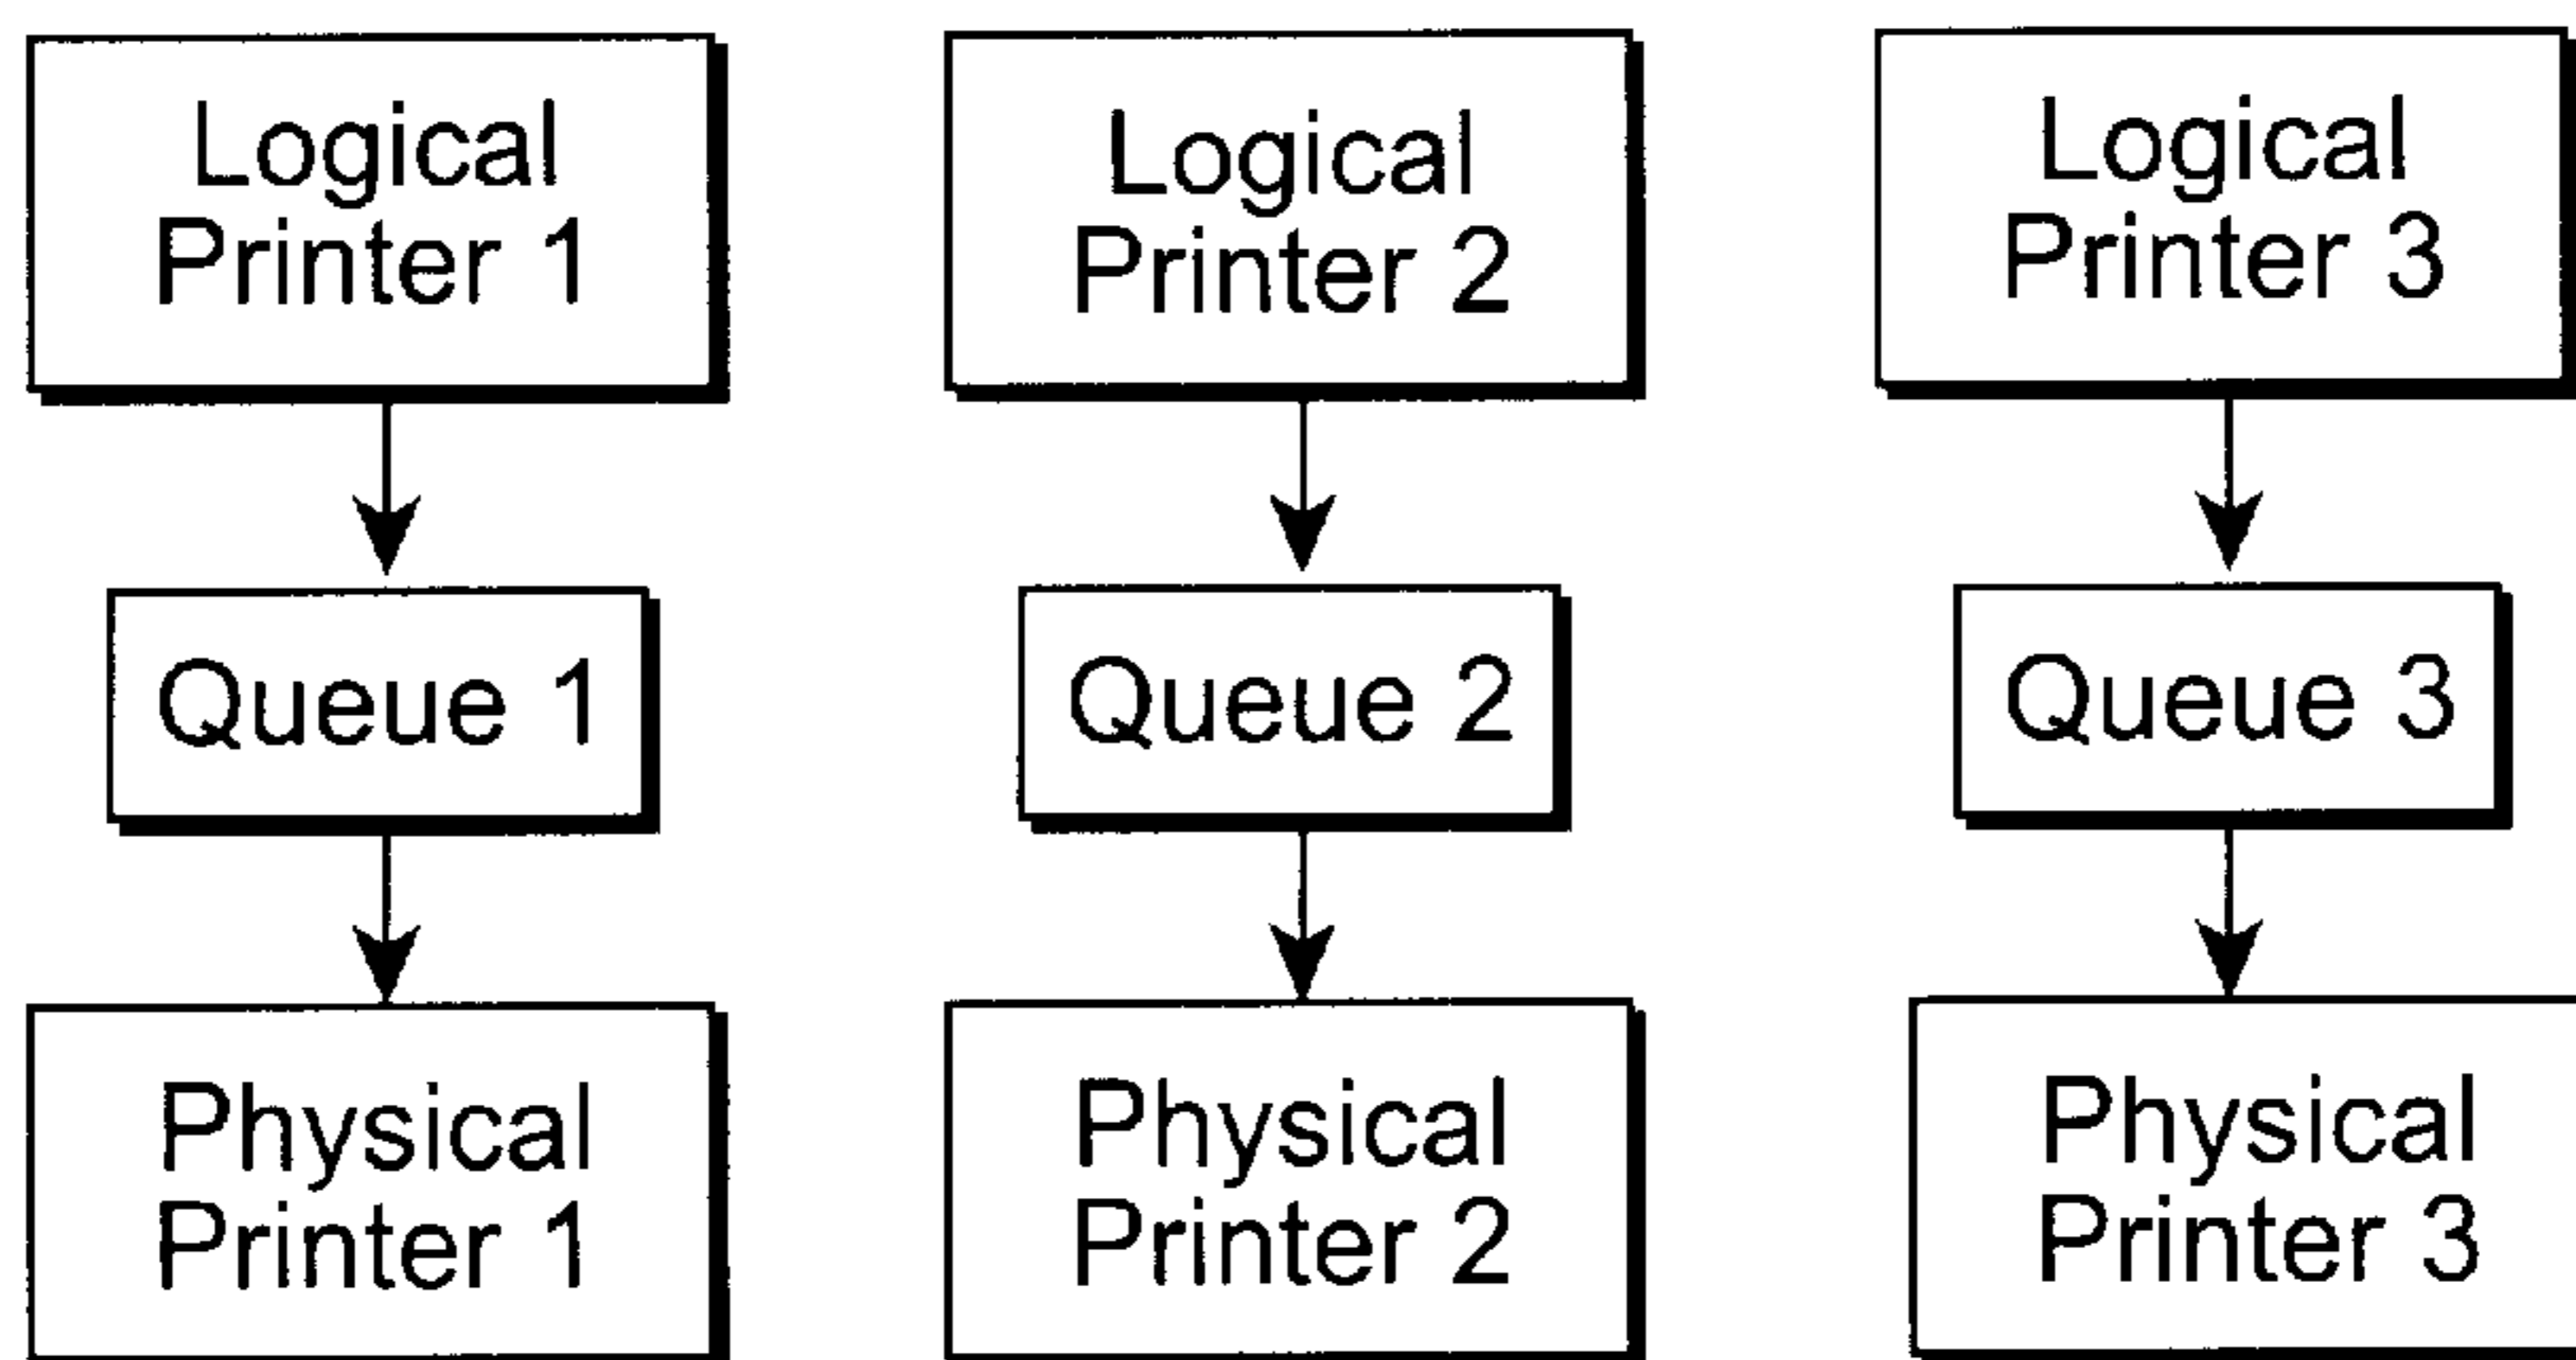 Logical
Printer 1
Logical
Printer 2
Logical
Printer 3
Queue 1
Queue 2
Queue 3
Physical
Printer 1
Physical
Printer 2
Physical
Printer 3